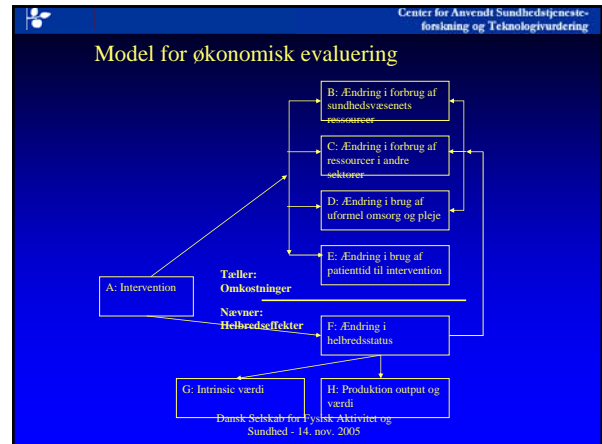 Center for Anvendt Sundhedstjeneste-
forskning og Teknologivurdering
Model for økonomisk evaluering
B: Ændring i forbrug af
sundhedsvæsenets
ressourcer
C: Ændring i forbrug af
ressourcer i andre
sektorer
D: Ændring i brug af
uformel omsorg og pleje
E: Ændring i brug af
patienttid til intervention
A: Intervention
Tæller:
Omkostninger
Nævner:
Helbredseffekter
F: Ændring i
helbredsstatus
G: Intrinsic værdi
H: Produktion output og
værdi
Dansk Selskab for Fysisk Aktivitet og
Sundhed - 14. nov. 2005